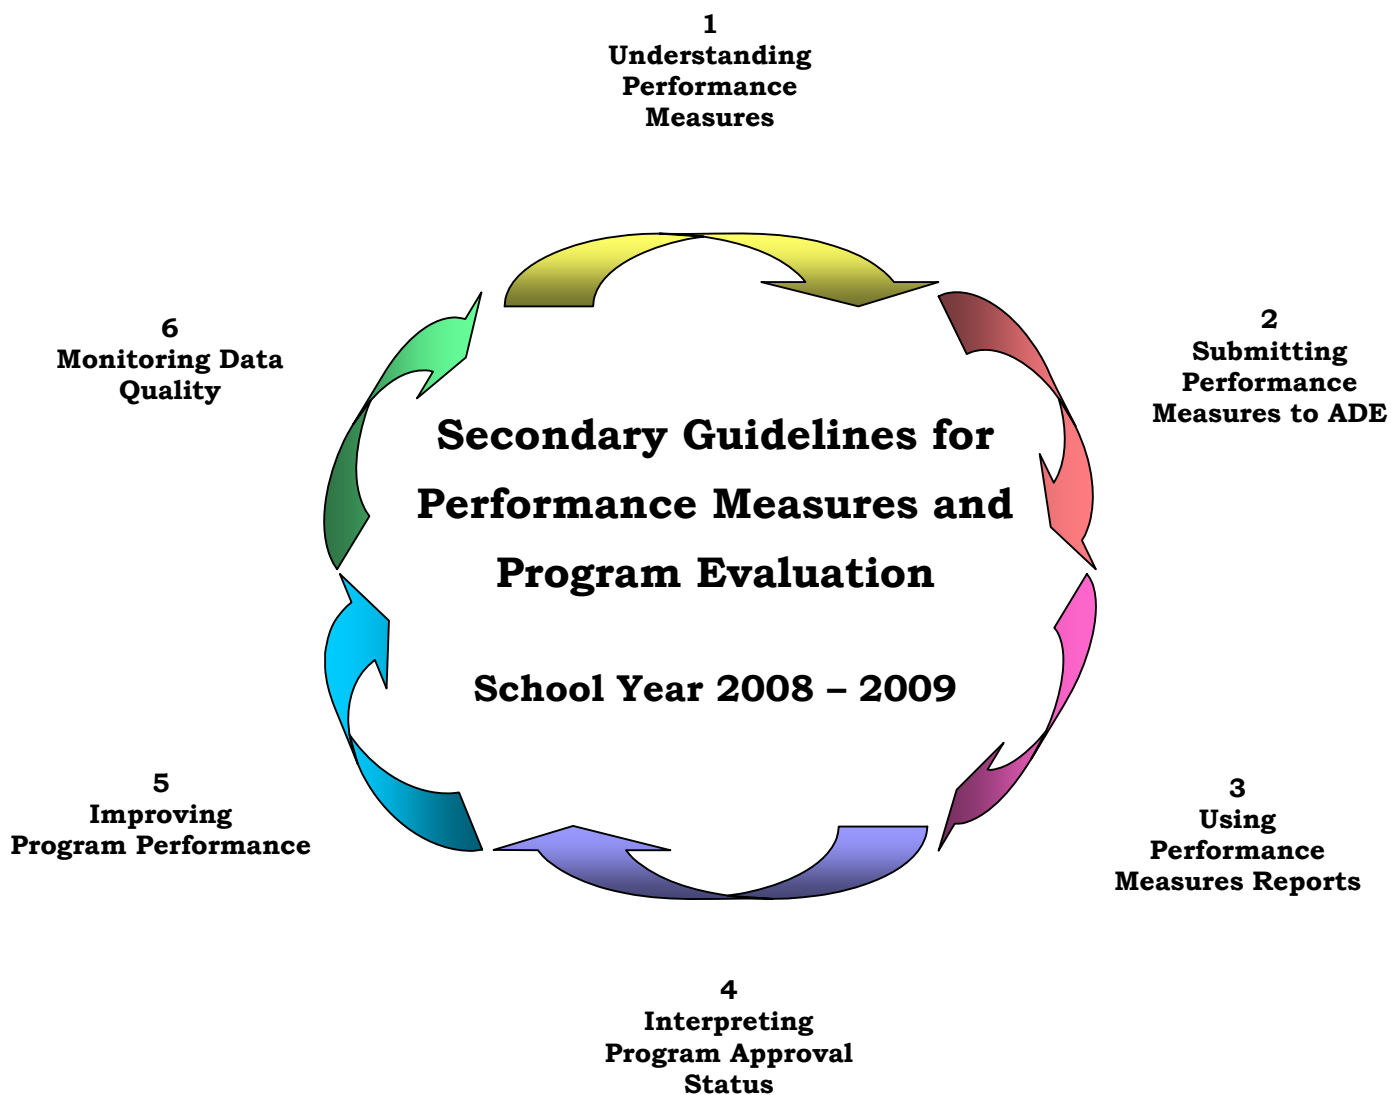 1
Understanding
Performance
Measures
2
Submitting
Performance
Measures to ADE
6
Monitoring Data
Quality
Secondary Guidelines for
Performance Measures and
Program Evaluation
School Year 2008 – 2009
5
Improving
Program Performance
3
Using
Performance
Measures Reports
4
Interpreting
Program Approval
Status